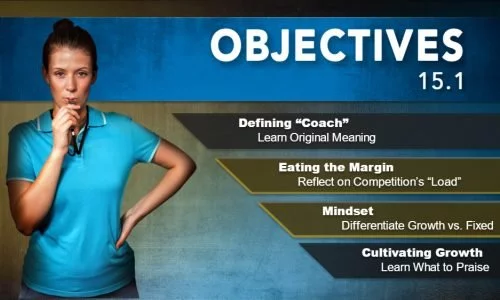 OBJECTIVES
15.1
Defining “Coach”
Learn Original Meaning
Eating the Margin
Reflect on Competition’s “Load”
Mindset
Differentiate Growth vs. Fixed
Cultivating Growth
Learn What to Praise